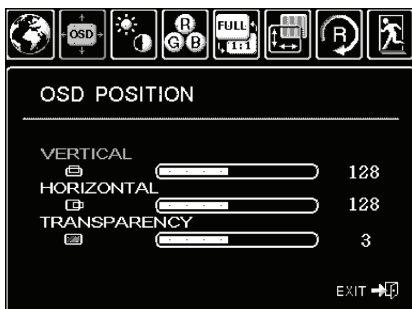 OSD
R
G B
FULL
1:1
R
OSD POSITION
VERTICAL
128
HORIZONTAL
128
TRANSPARENCY
3
EXIT